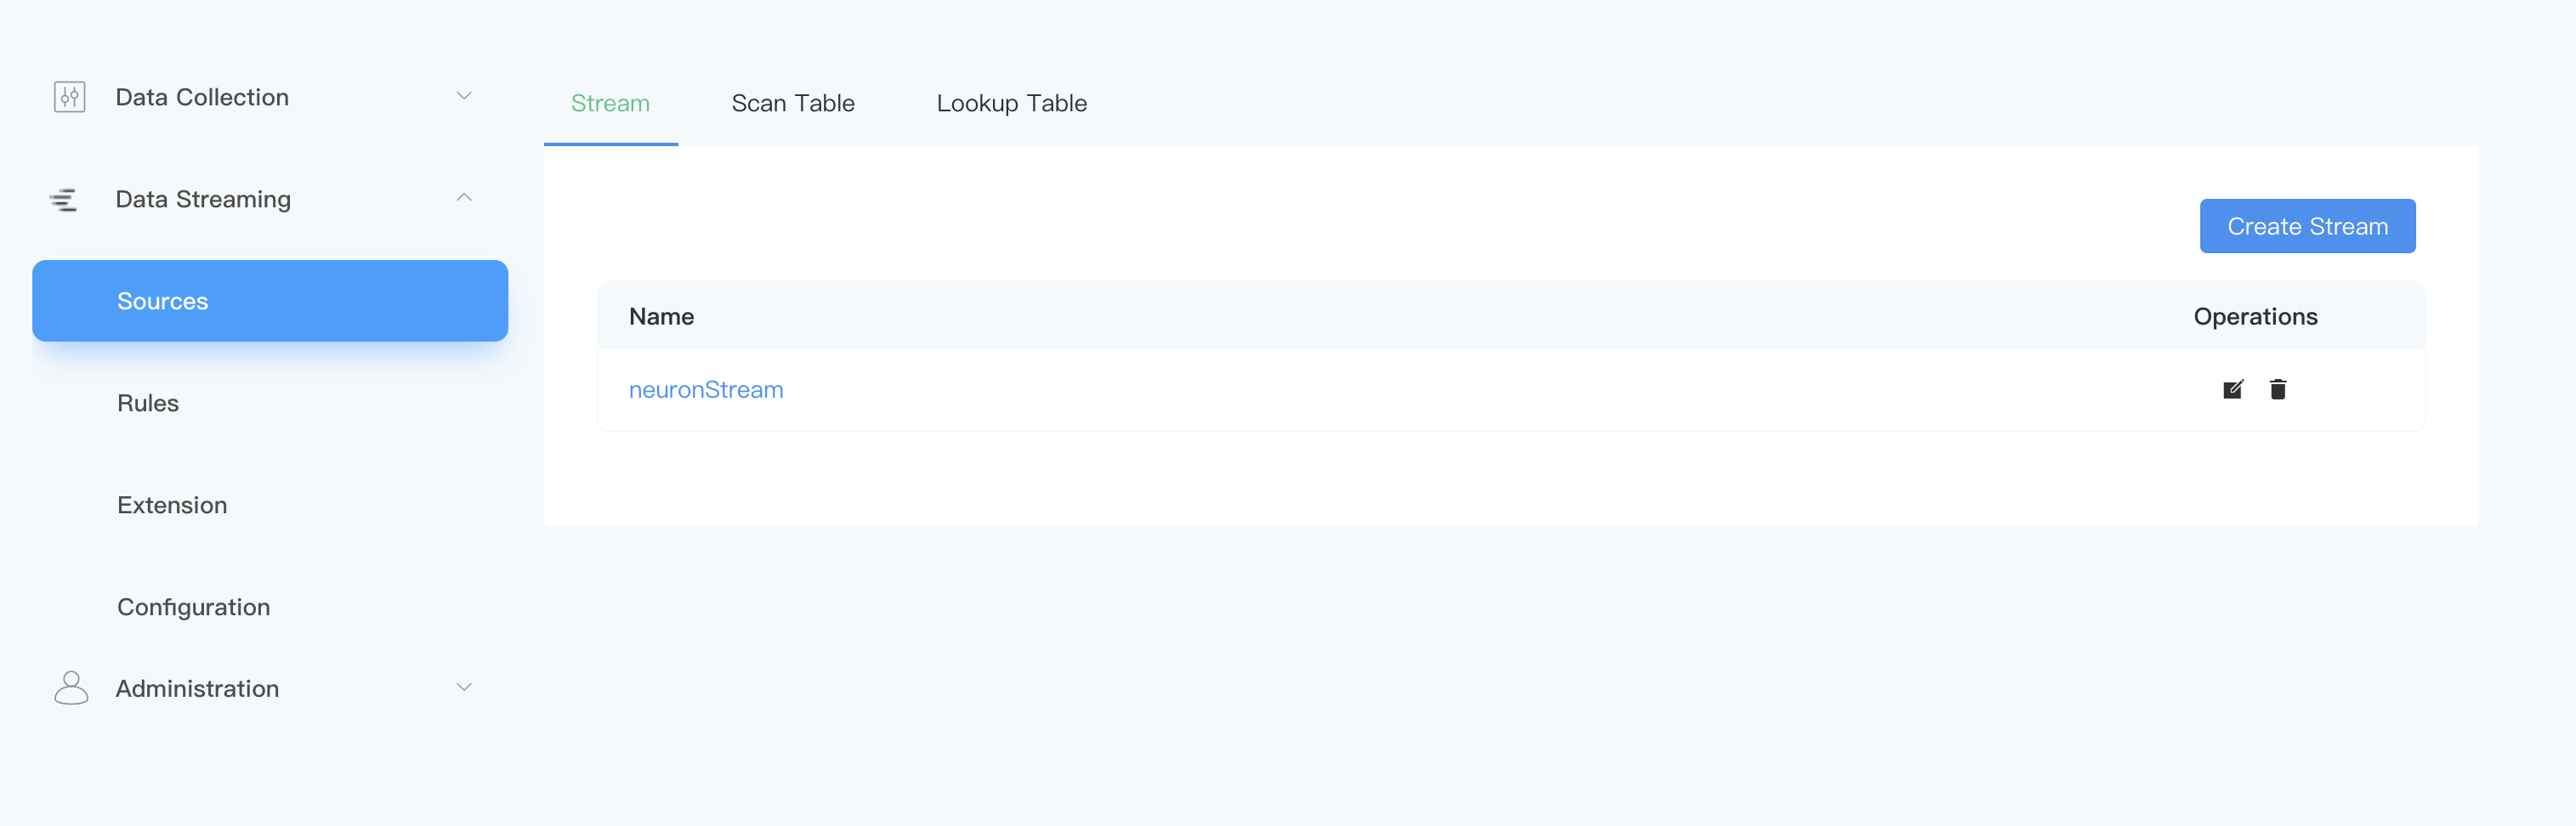 Data Collection
Data Streaming
Sources
Rules
Extension
Configuration
Administration
Stream Scan Table Lookup Table
Create Stream
Name Operations
neuronStream